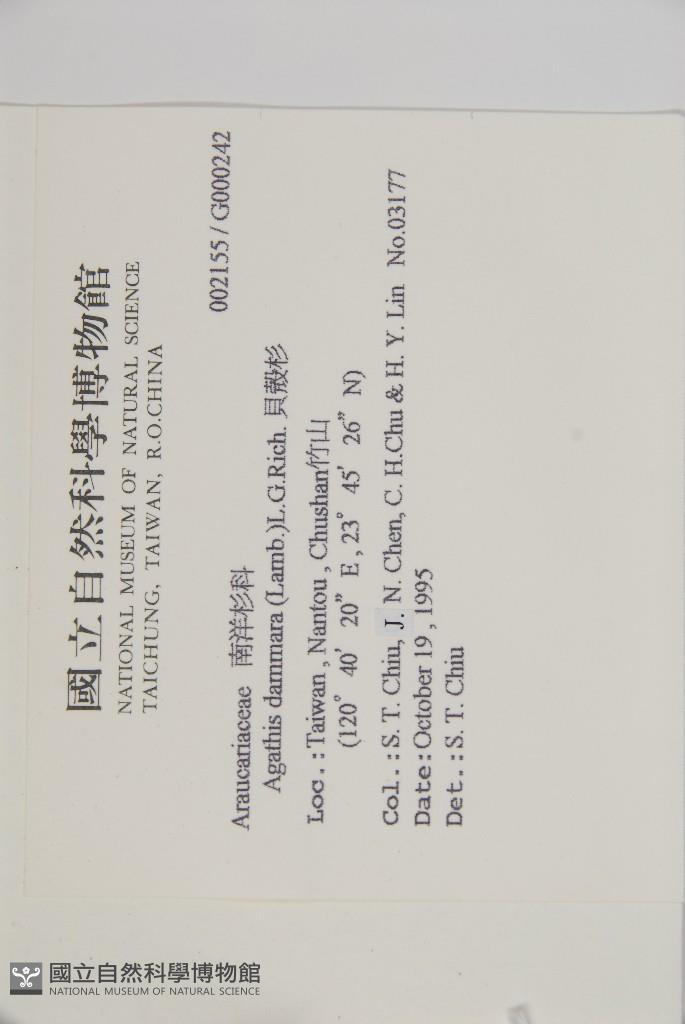 國立自然科學博物館
NATIONAL MUSEUM OF NATURAL SCIENCE
TAICHUNG, TAIWAN, R.O.CHINA
002155 / G000242
Araucariaceae 南洋杉科
Agathis dammara (Lamb.)L.G.Rich. 貝殼杉
Loc.:Taiwan , Nantou , Chushan竹山
(120° 40′ 20” E , 23° 45′ 26” N)
Col.:S. T. Chiu, J. N. Chen, C. H.Chu & H. Y. Lin No.03177
Date:October 19 , 1995
Det.:S. T. Chiu
國立自然科學博物館
NATIONAL MUSEUM OF NATURAL SCIENCE